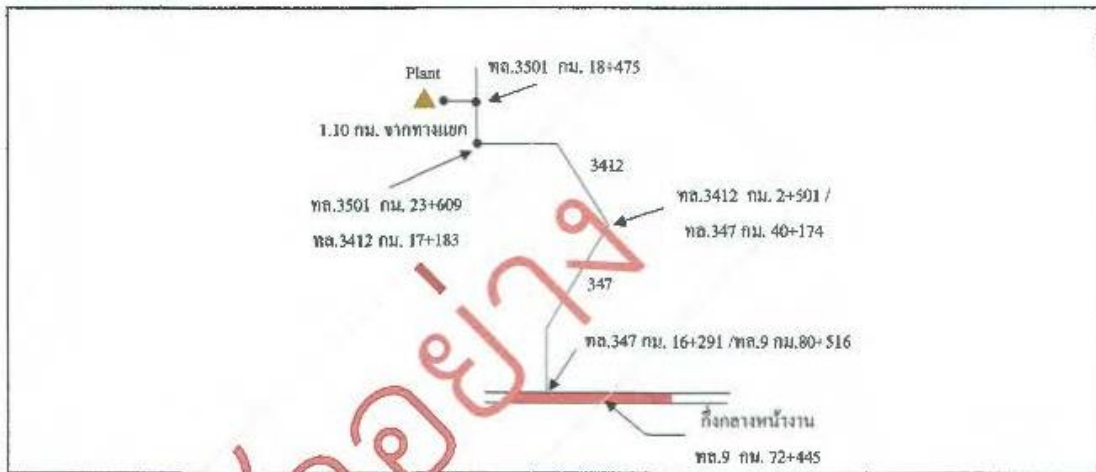 Plant
ทล.3501 กม. 18+475
1.10 กม. จากทางแยก
3412
ทล.3501 กม. 23+609
ทล.3412 กม. 17+183
ทล.3412 กม. 2+501 /
ทล.347 กม. 40+174
347
ทล.347 กม. 16+291 /ทล.9 กม.80+516
กึ่งกลางหน้างาน
ทล.9 กม. 72+445
ตัวอย่าง